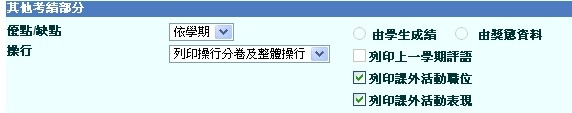 其他考績部分
優點/缺點 依學期 由學生成績 由獎懲資料
操行 列印操行分卷及整體操行 列印上一學期評語
列印課外活動職位
列印課外活動表現